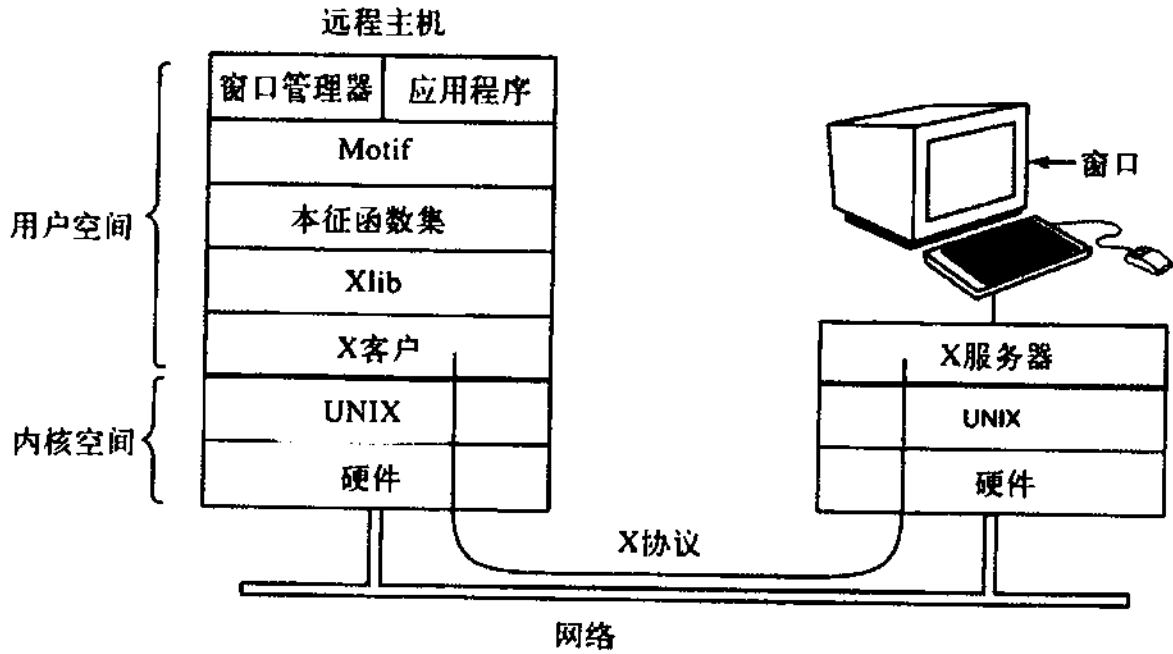 远程主机
窗口管理器
应用程序
Motif
窗口
用户空间
本征函数集
Xlib
X客户
X服务器
UNIX
UNIX
内核空间
硬件
硬件
X协议
网络